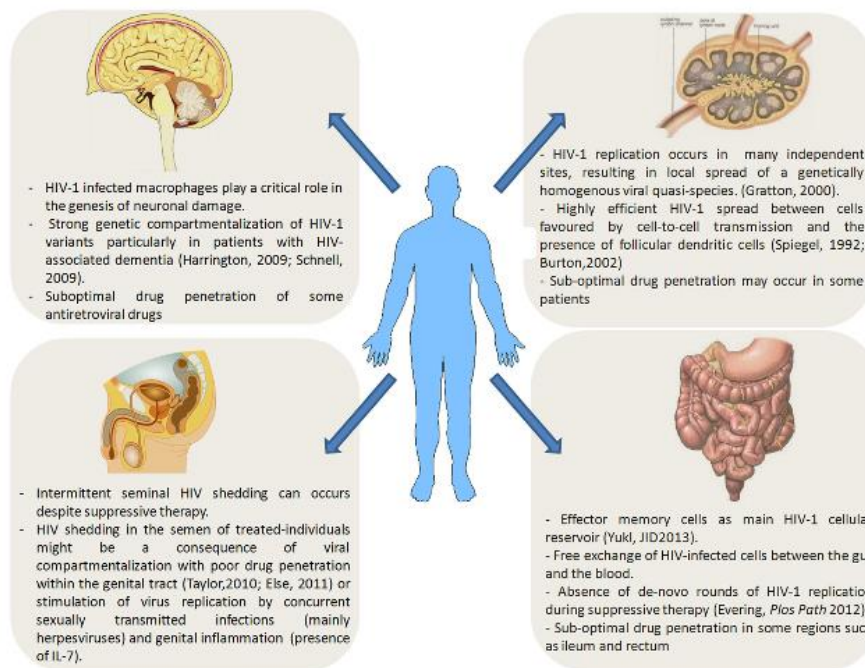 - HIV-1 infected macrophages play a critical role in
the genesis of neuronal damage.
- Strong genetic compartmentalization of HIV-1
variants particularly in patients with HIV-
associated dementia (Harrington, 2009; Schnell,
2009).
- Suboptimal drug penetration of some
antiretroviral drugs
- HIV-1 replication occurs in many independent
sites, resulting in local spread of a genetically
homogenous viral quasi-species. (Gratton, 2000).
- Highly efficient HIV-1 spread between cells
favoured by cell-to-cell transmission and the
presence of follicular dendritic cells (Spiegel, 1992;
Burton,2002)
- Sub-optimal drug penetration may occur in some
patients
- Intermittent seminal HIV shedding can occurs
despite suppressive therapy.
- HIV shedding in the semen of treated-individuals
might be a consequence of viral
compartmentalization with poor drug penetration
within the genital tract (Taylor,2010; Else, 2011) or
stimulation of virus replication by concurrent
sexually transmitted infections (mainly
herpesviruses) and genital inflammation (presence
of IL-7).
- Effector memory cells as main HIV-1 cellula
reservoir (Yukl, JID2013).
- Free exchange of HIV-infected cells between the gu
and the blood.
- Absence of de-novo rounds of HIV-1 replicatio
during suppressive therapy (Evering, Plos Path 2012)
- Sub-optimal drug penetration in some regions suc
as ileum and rectum